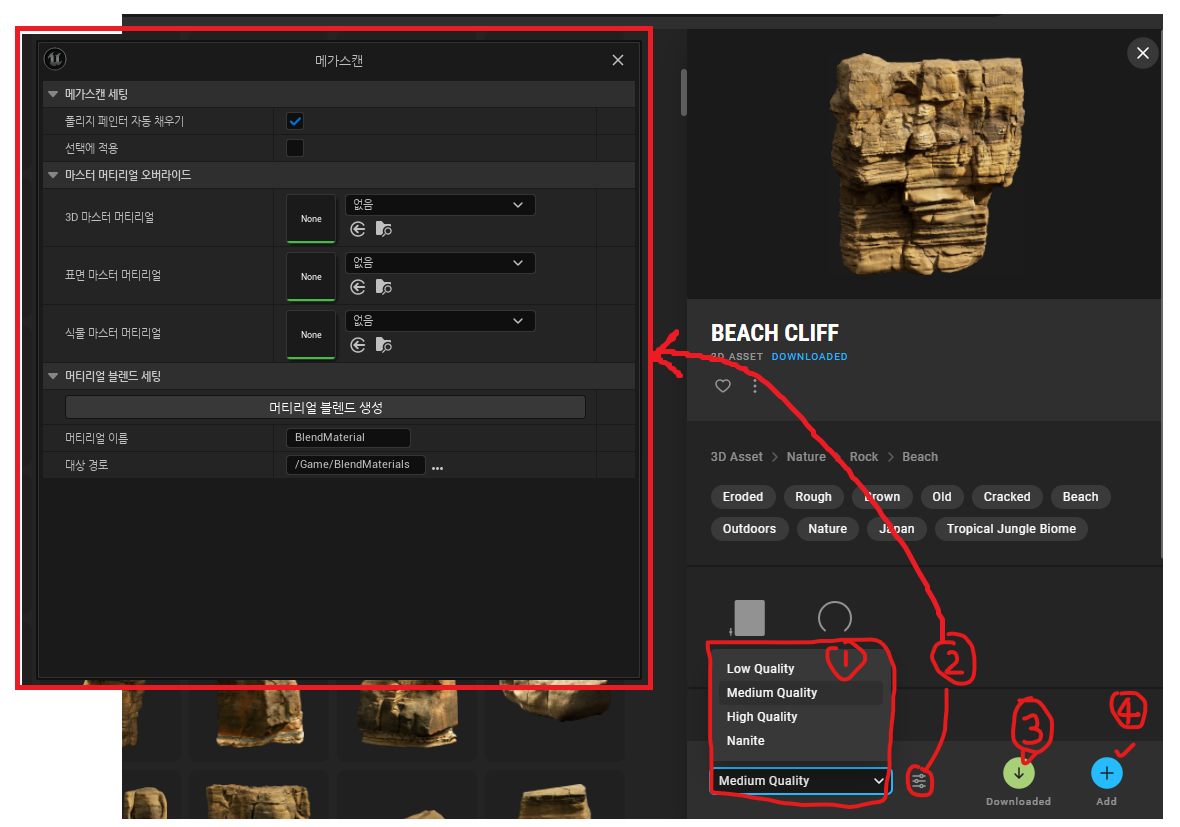 메가스캔
메가스캔 세팅
폴리지 페인터 자동 채우기
선택에 적용
마스터 머티리얼 오버라이드
3D 마스터 머티리얼
None
없음
표면 마스터 머티리얼
None
없음
식물 마스터 머티리얼
None
없음
머티리얼 블렌드 세팅
머티리얼 블렌드 생성
머티리얼 이름
BlendMaterial
대상 경로
/Game/BlendMaterials
BEACH CLIFF
3D ASSET DOWNLOADED
3D Asset > Nature > Rock > Beach
Eroded Rough Brown Old Cracked Beach
Outdoors Nature Japan Tropical Jungle Biome
1
2
Low Quality
Medium Quality
High Quality
Nanite
3
4
Medium Quality
Downloaded
Add